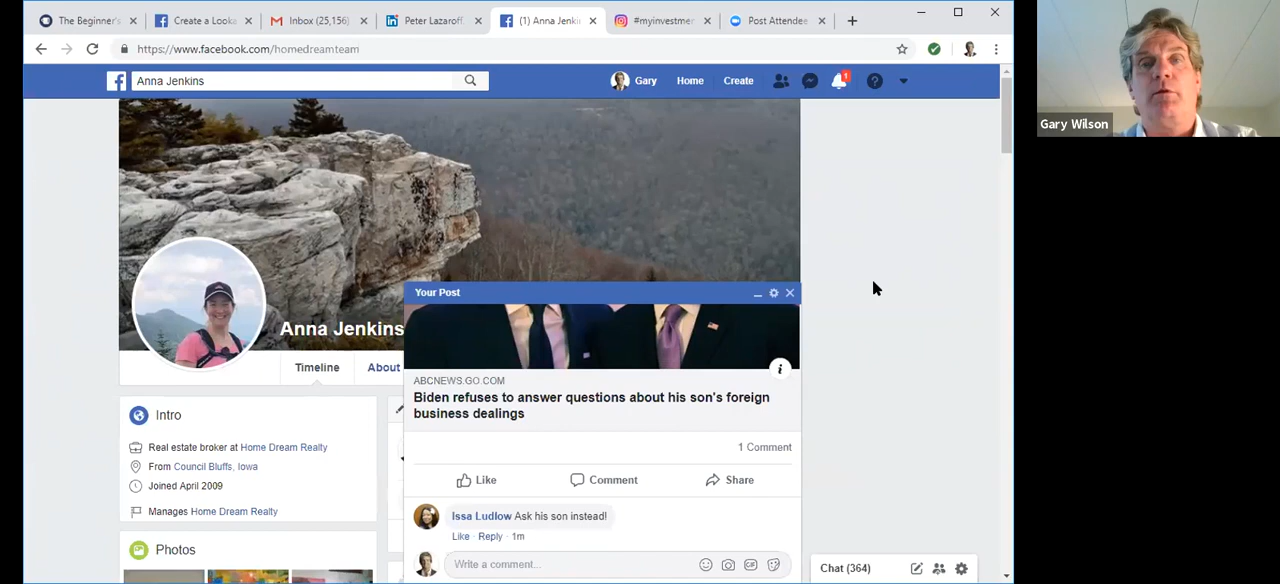 The Beginner's
Create a Looka
Inbox (25,156)
Peter Lazaroff
(1) Anna Jenki
#myinvestmer
Post Attendee
https://www.facebook.com/homedreamteam
Anna Jenkins
Gary
Home
Create
1
Gary Wilson
Anna Jenkins
Timeline
About
Your Post
ABCNEWS.GO.COM
Biden refuses to answer questions about his son's foreign
business dealings
1 Comment
Like
Comment
Share
Issa Ludlow Ask his son instead!
Like · Reply · 1m
Write a comment...
Intro
Real estate broker at Home Dream Realty
From Council Bluffs, Iowa
Joined April 2009
Manages Home Dream Realty
Photos
Chat (364)